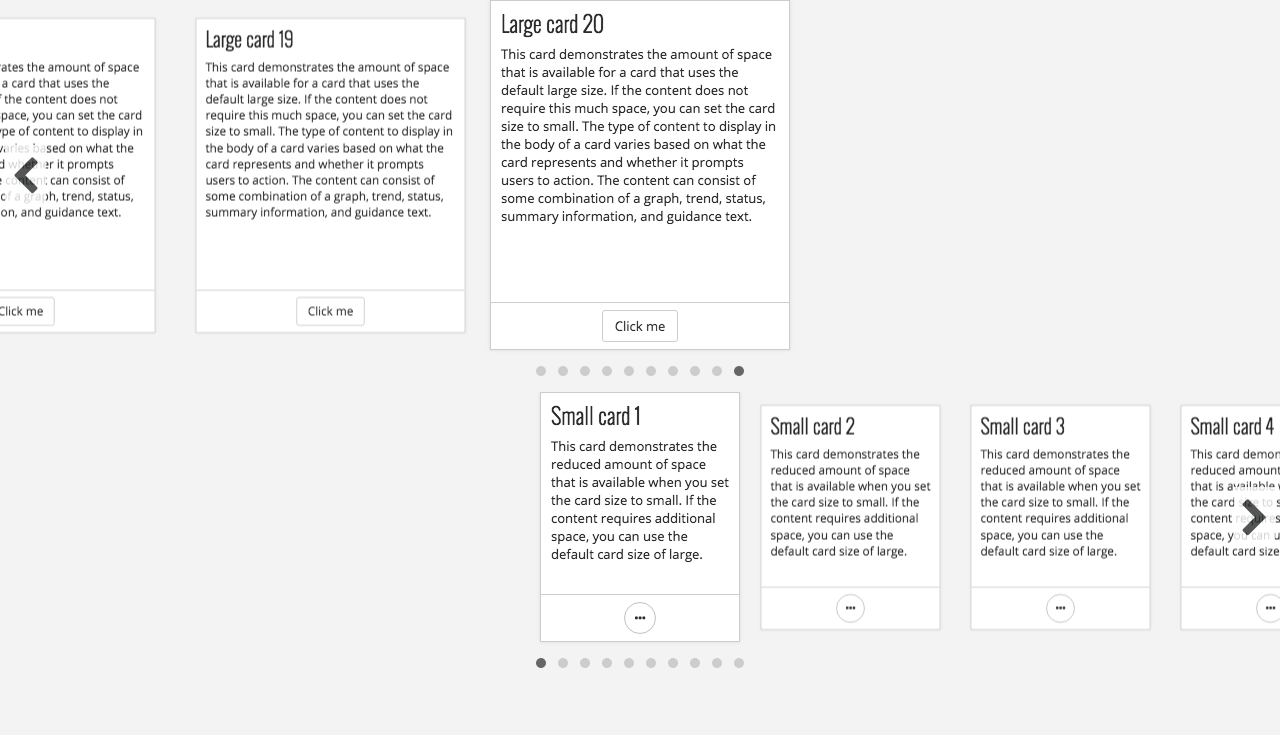 ates the amount of space
a card that uses the
the content does not
space, you can set the card
type of content to display in
varies based on what the
whether it prompts
content can consist of
of a graph, trend, status,
on, and guidance text.
Click me
Large card 19
This card demonstrates the amount of space
that is available for a card that uses the
default large size. If the content does not
require this much space, you can set the card
size to small. The type of content to display in
the body of a card varies based on what the
card represents and whether it prompts
users to action. The content can consist of
some combination of a graph, trend, status,
summary information, and guidance text.
Click me
Large card 20
This card demonstrates the amount of space
that is available for a card that uses the
default large size. If the content does not
require this much space, you can set the card
size to small. The type of content to display in
the body of a card varies based on what the
card represents and whether it prompts
users to action. The content can consist of
some combination of a graph, trend, status,
summary information, and guidance text.
Click me
Small card 1
This card demonstrates the
reduced amount of space
that is available when you set
the card size to small. If the
content requires additional
space, you can use the
default card size of large.
Small card 2
This card demonstrates the
reduced amount of space
that is available when you set
the card size to small. If the
content requires additional
space, you can use the
default card size of large.
Small card 3
This card demonstrates the
reduced amount of space
that is available when you set
the card size to small. If the
content requires additional
space, you can use the
default card size of large.
Small card 4
This card demon
reduced amount
that is available
the card size to s
content requires
space, you can u
default card size